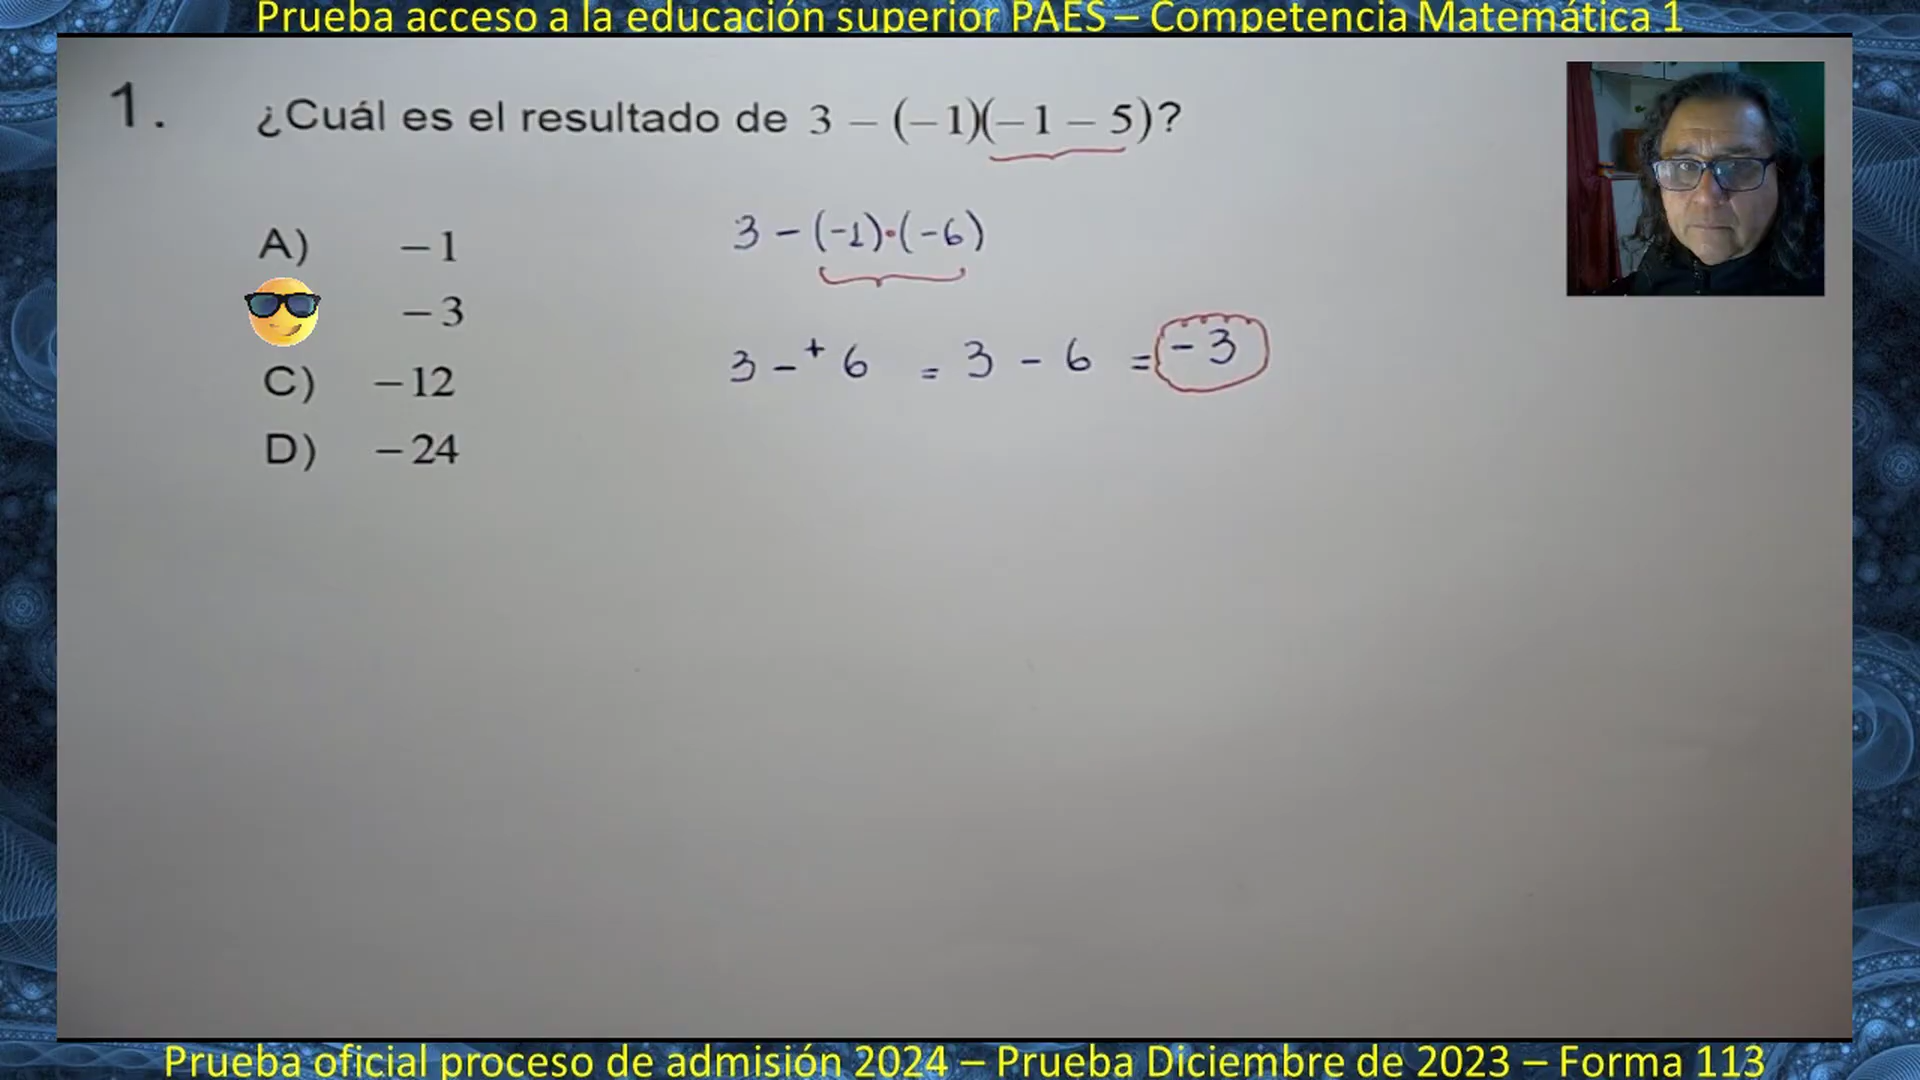 Prueba acceso a la educación superior PAES – Competencia Matemática 1
1. ¿Cuál es el resultado de 3 – (–1)(–1 – 5)?
3 - (-1)·(-6)
A) –1
–3
C) –12
D) –24
3 - + 6 = 3 - 6 = -3
Prueba oficial proceso de admisión 2024 – Prueba Diciembre de 2023 – Forma 113